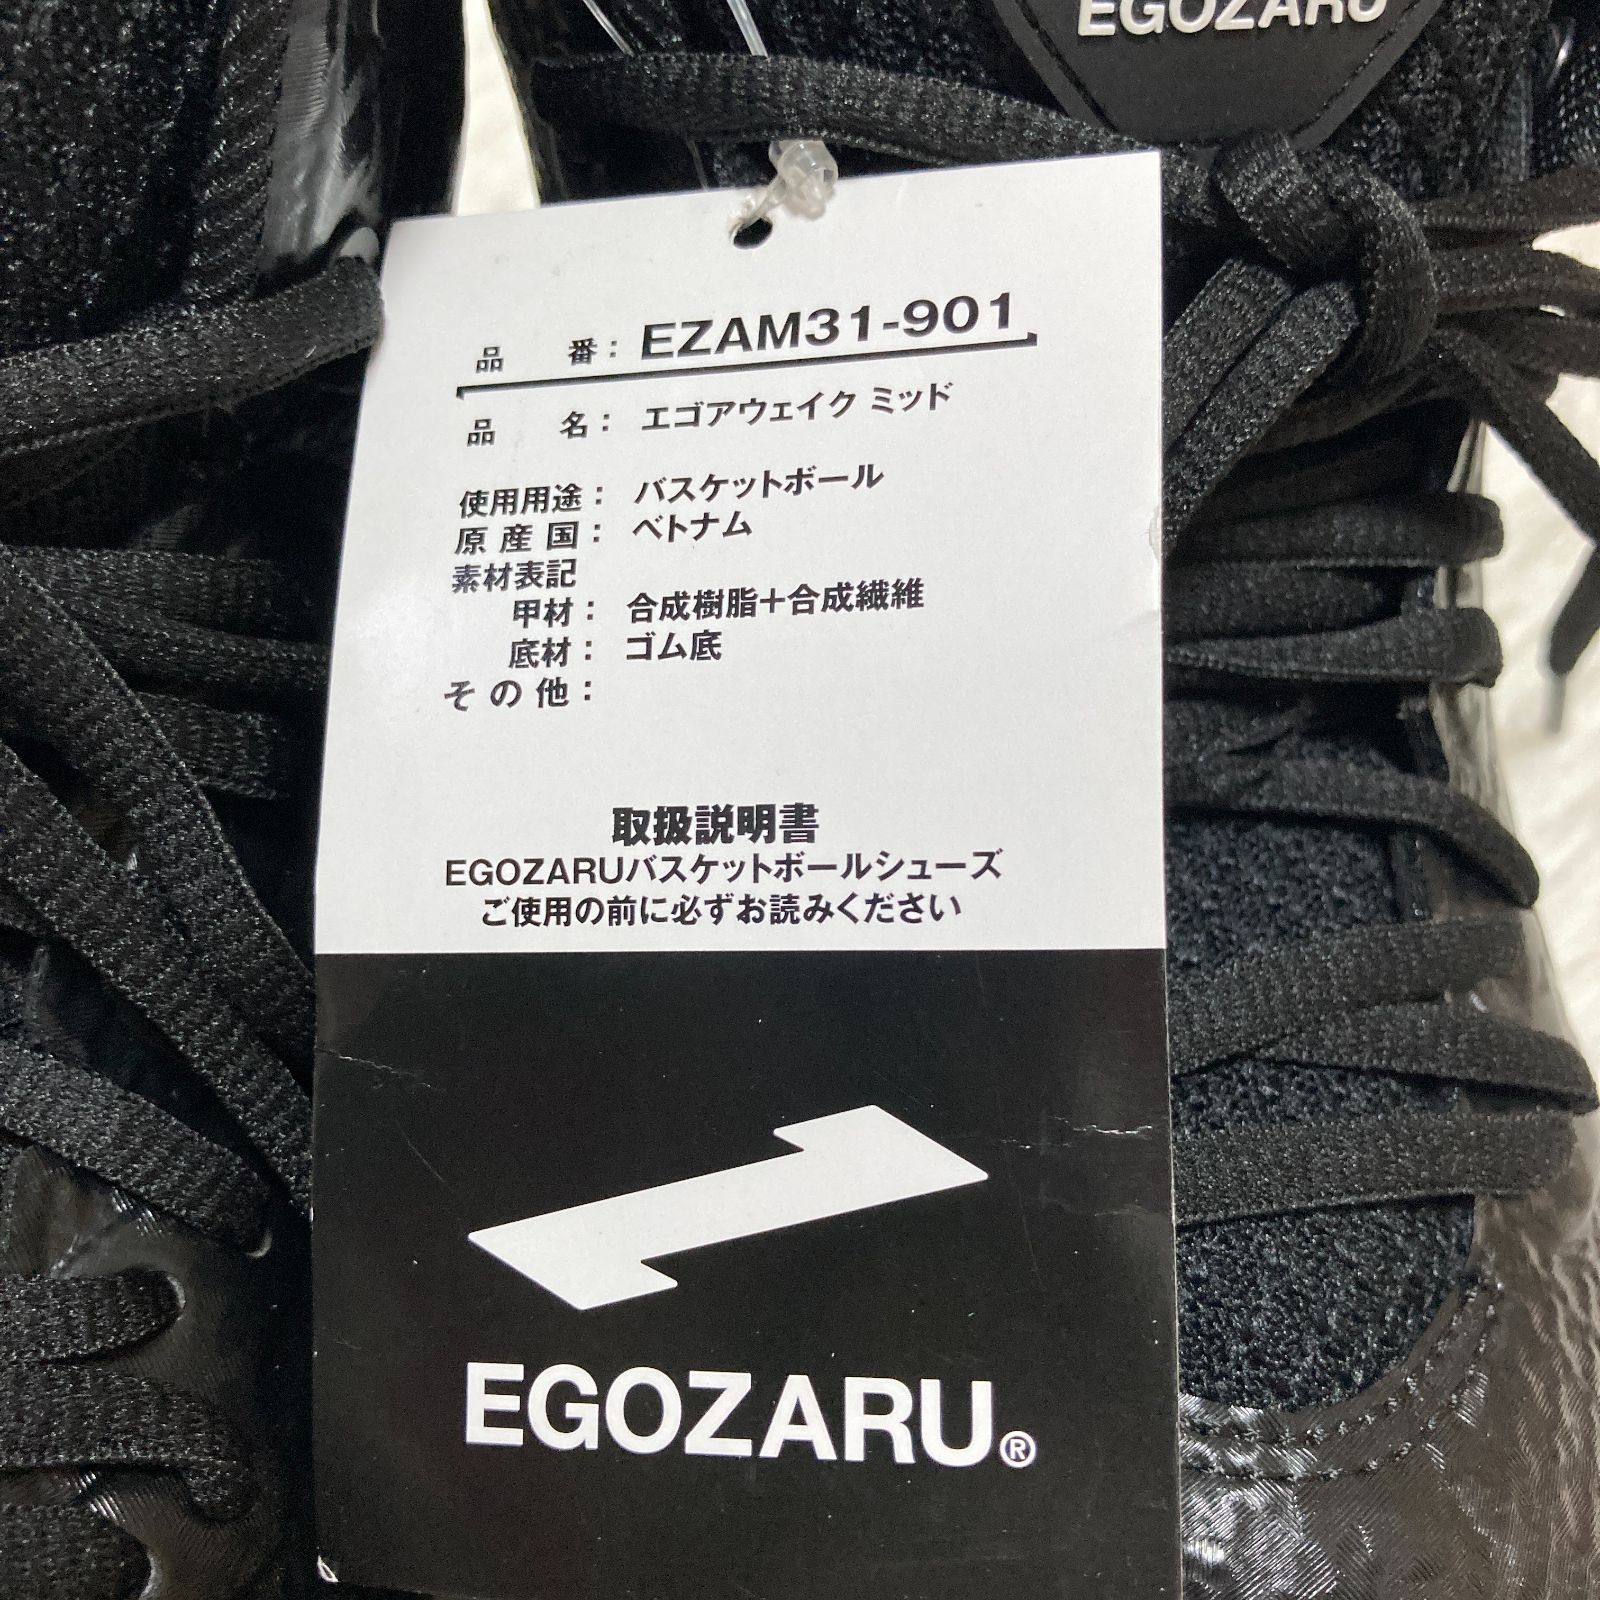 EGOZARU
品番：EZAM31-901
品名：エゴアウェイク ミッド
使用用途：バスケットボール
原産国：ベトナム
素材表記
甲材：合成樹脂＋合成繊維
底材：ゴム底
その他：
取扱説明書
EGOZARUバスケットボールシューズ
ご使用の前に必ずお読みください
EGOZARU®